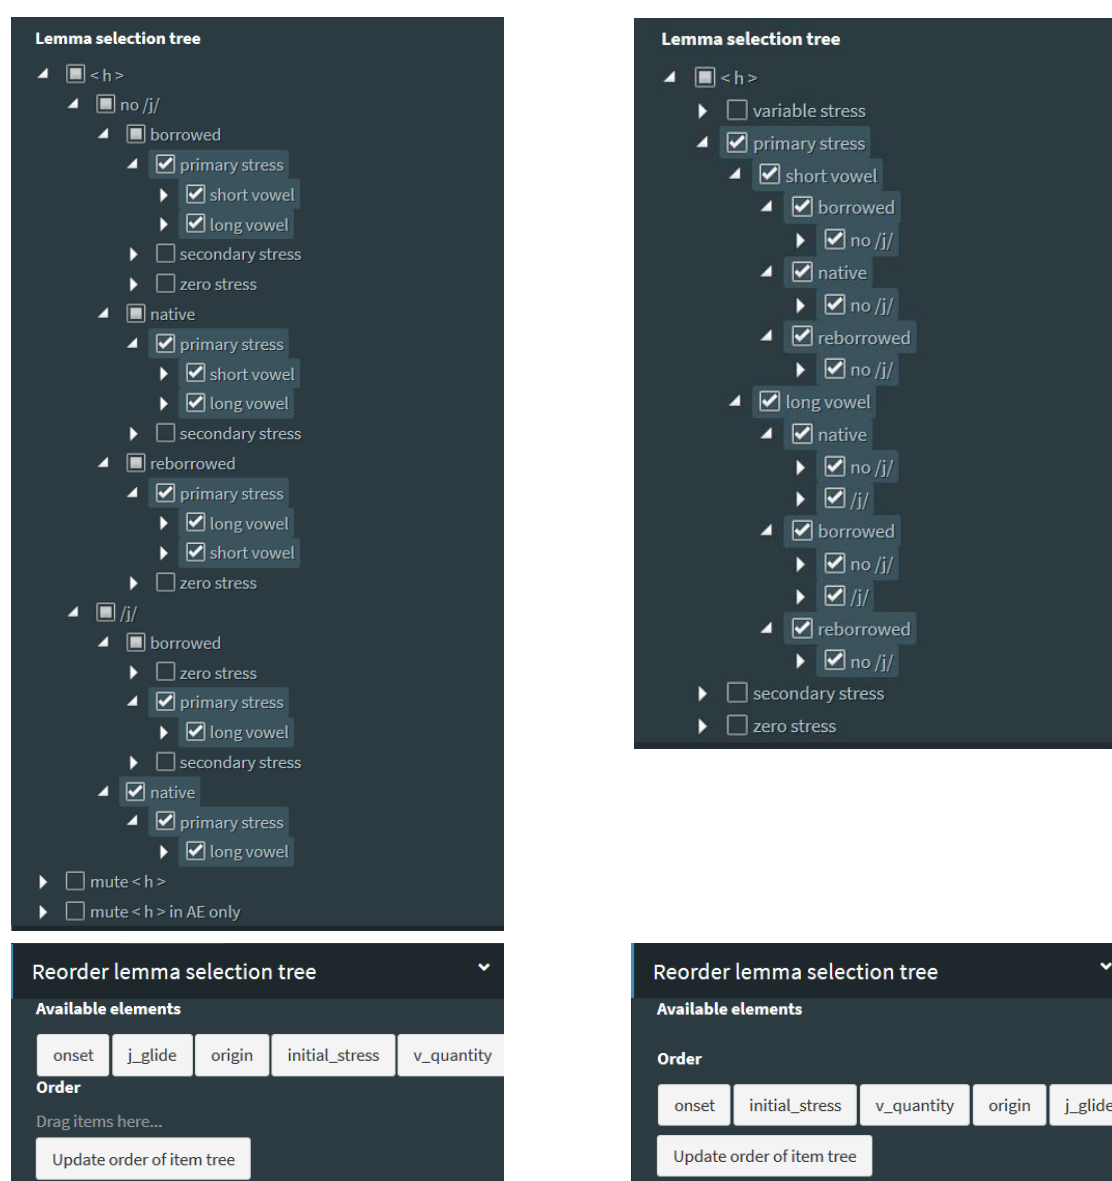 Lemma selection tree
< h >
no /j/
borrowed
primary stress
short vowel
long vowel
secondary stress
zero stress
native
primary stress
short vowel
long vowel
secondary stress
reborrowed
primary stress
long vowel
short vowel
zero stress
/j/
borrowed
zero stress
primary stress
long vowel
secondary stress
native
primary stress
long vowel
mute < h >
mute < h > in AE only
Reorder lemma selection tree
Available elements
onset j_glide origin initial_stress v_quantity
Order
Drag items here...
Update order of item tree
Lemma selection tree
< h >
variable stress
primary stress
short vowel
borrowed
no /j/
native
no /j/
reborrowed
no /j/
long vowel
native
no /j/
/j/
borrowed
no /j/
/j/
reborrowed
no /j/
secondary stress
zero stress
Reorder lemma selection tree
Available elements
Order
onset initial_stress v_quantity origin j_glide
Update order of item tree